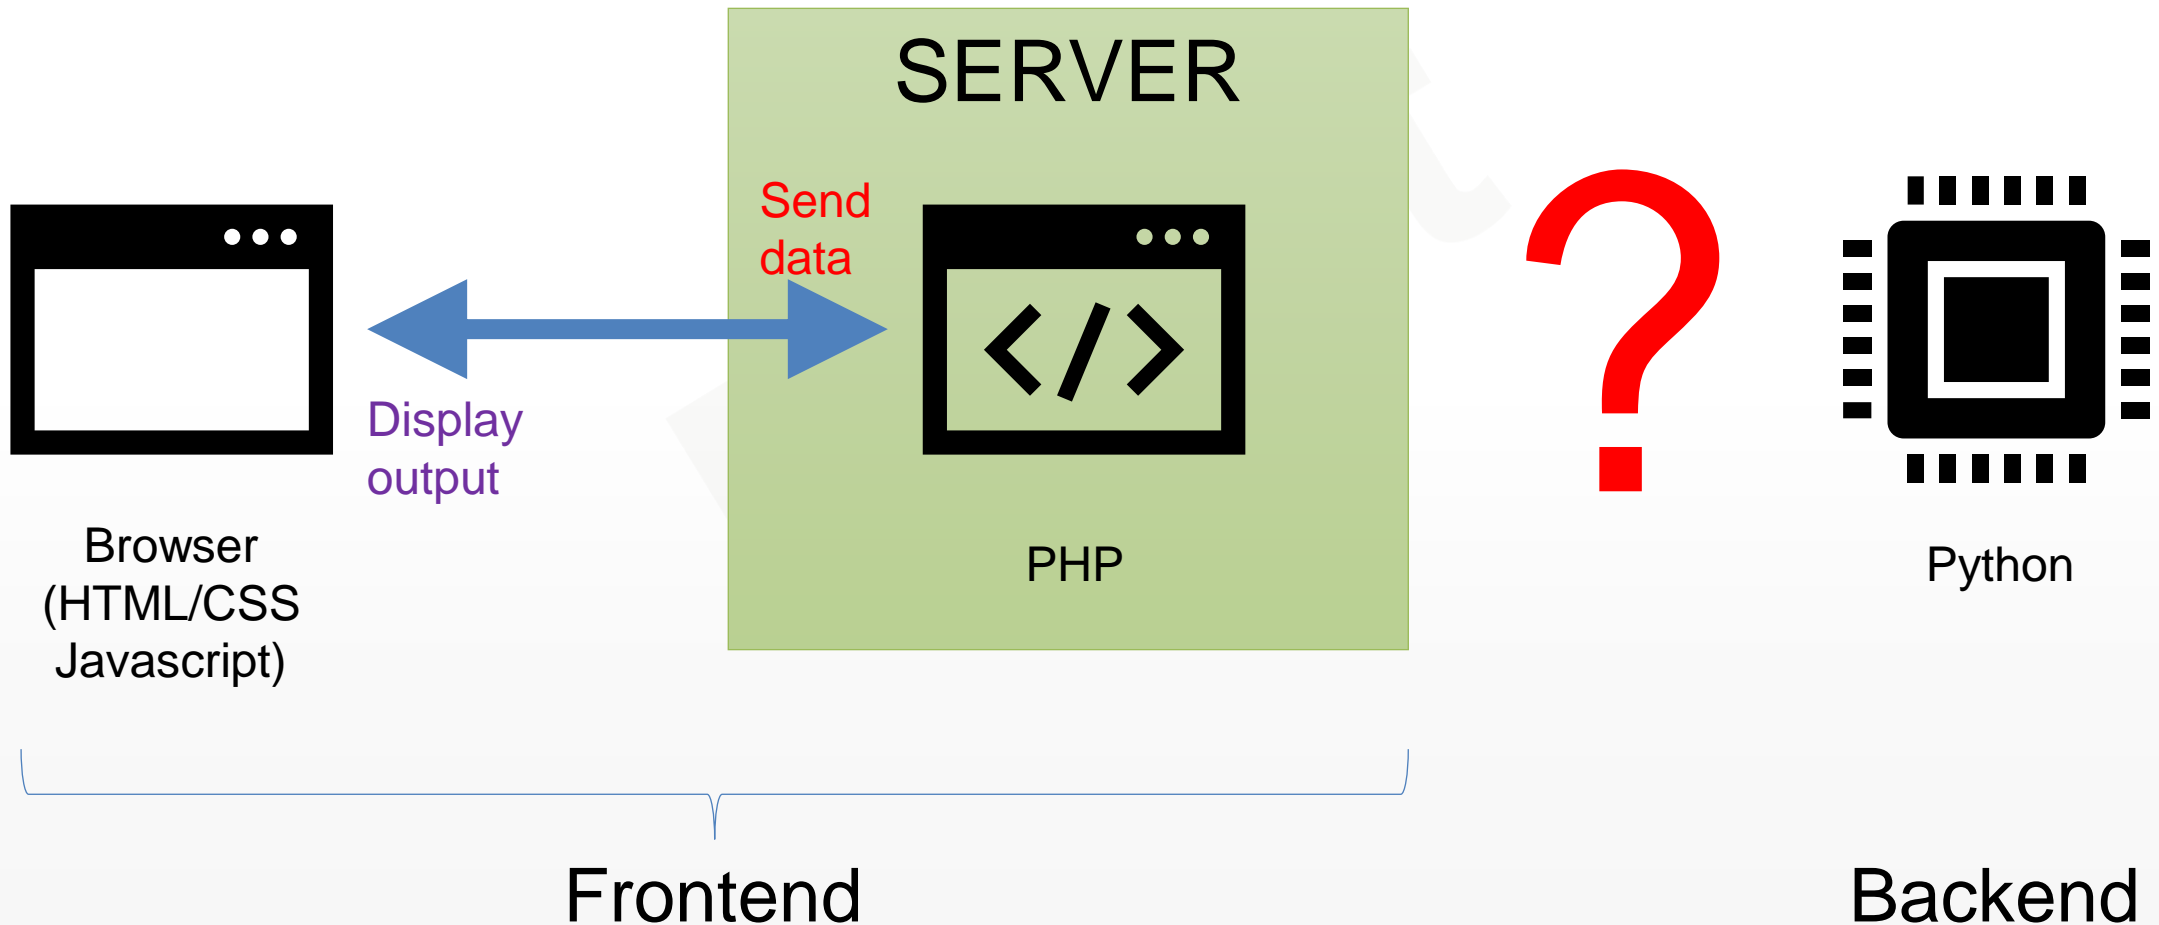 SERVER
Send
data
Display
output
Browser
(HTML/CSS
Javascript)
</>
PHP
?
Python
Frontend
Backend